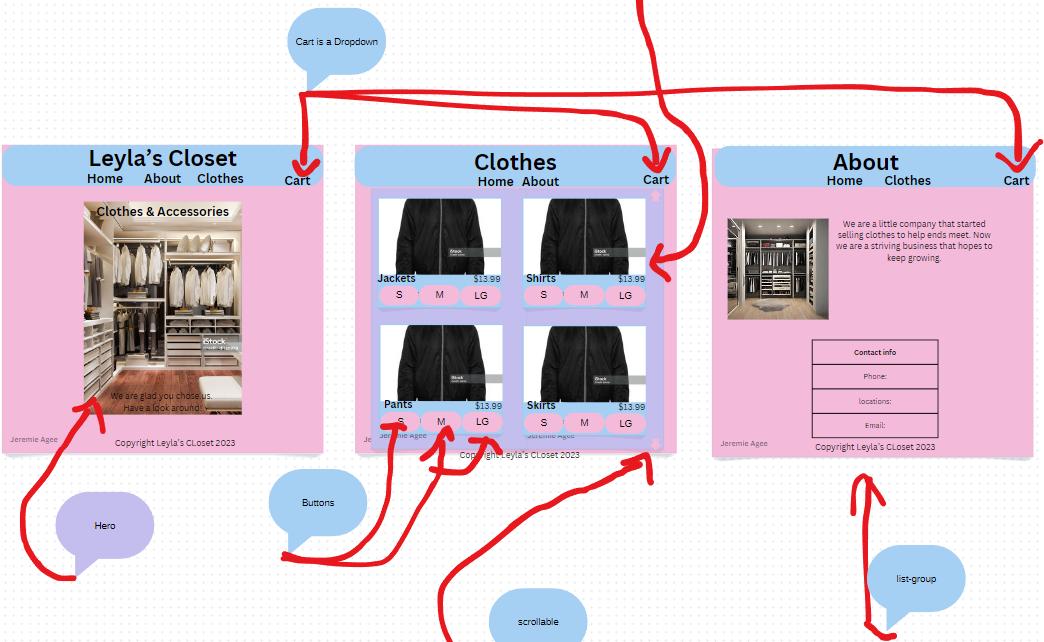 Cart is a Dropdown
Leyla's Closet
Home About Clothes
Cart
Clothes & Accessories
iStock
We are glad you chose us.
Have a look around!
Jeremie Agee
Copyright Leyla's CLoset 2023
Hero
Clothes
Home About
Cart
iStock
Jackets $13.99
S M LG
iStock
Shirts $13.99
S M LG
iStock
Pants $13.99
S M LG
iStock
Skirts $13.99
S M LG
Je
Jeremie Agee
Jeremie Agee
Copyright Leyla's CLoset 2023
Buttons
scrollable
About
Home Clothes
Cart
We are a little company that started
selling clothes to help ends meet. Now
we are a striving business that hopes to
keep growing.
Contact info
Phone:
locations:
Email:
Jeremie Agee
Copyright Leyla's CLoset 2023
list-group